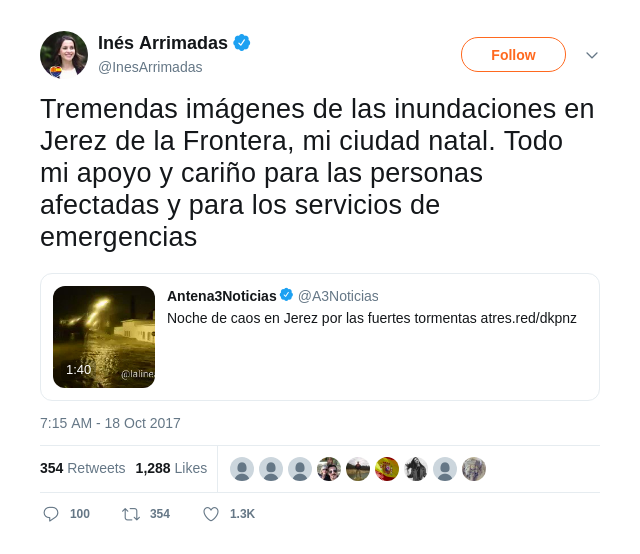 Inés Arrimadas
@InesArrimadas
Follow
Tremendas imágenes de las inundaciones en
Jerez de la Frontera, mi ciudad natal. Todo
mi apoyo y cariño para las personas
afectadas y para los servicios de
emergencias
Antena3Noticias @A3Noticias
Noche de caos en Jerez por las fuertes tormentas atres.red/dkpnz
1:40
7:15 AM - 18 Oct 2017
354 Retweets 1,288 Likes
100 354 1.3K